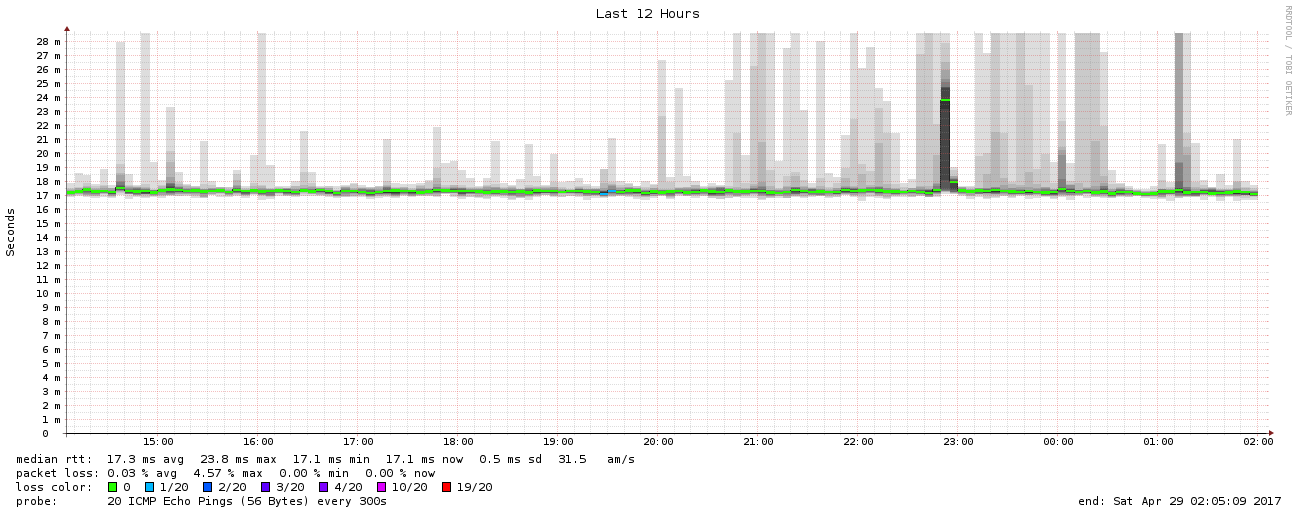 Last 12 Hours
RRDTOOL / TOBI OETIKER
Seconds
28 m
27 m
26 m
25 m
24 m
23 m
22 m
21 m
20 m
19 m
18 m
17 m
16 m
15 m
14 m
13 m
12 m
11 m
10 m
9 m
8 m
7 m
6 m
5 m
4 m
3 m
2 m
1 m
0
15:00 16:00 17:00 18:00 19:00 20:00 21:00 22:00 23:00 00:00 01:00 02:00
median rtt: 17.3 ms avg 23.8 ms max 17.1 ms min 17.1 ms now 0.5 ms sd 31.5 am/s
packet loss: 0.03 % avg 4.57 % max 0.00 % min 0.00 % now
loss color: 0 1/20 2/20 3/20 4/20 10/20 19/20
probe: 20 ICMP Echo Pings (56 Bytes) every 300s end: Sat Apr 29 02:05:09 2017